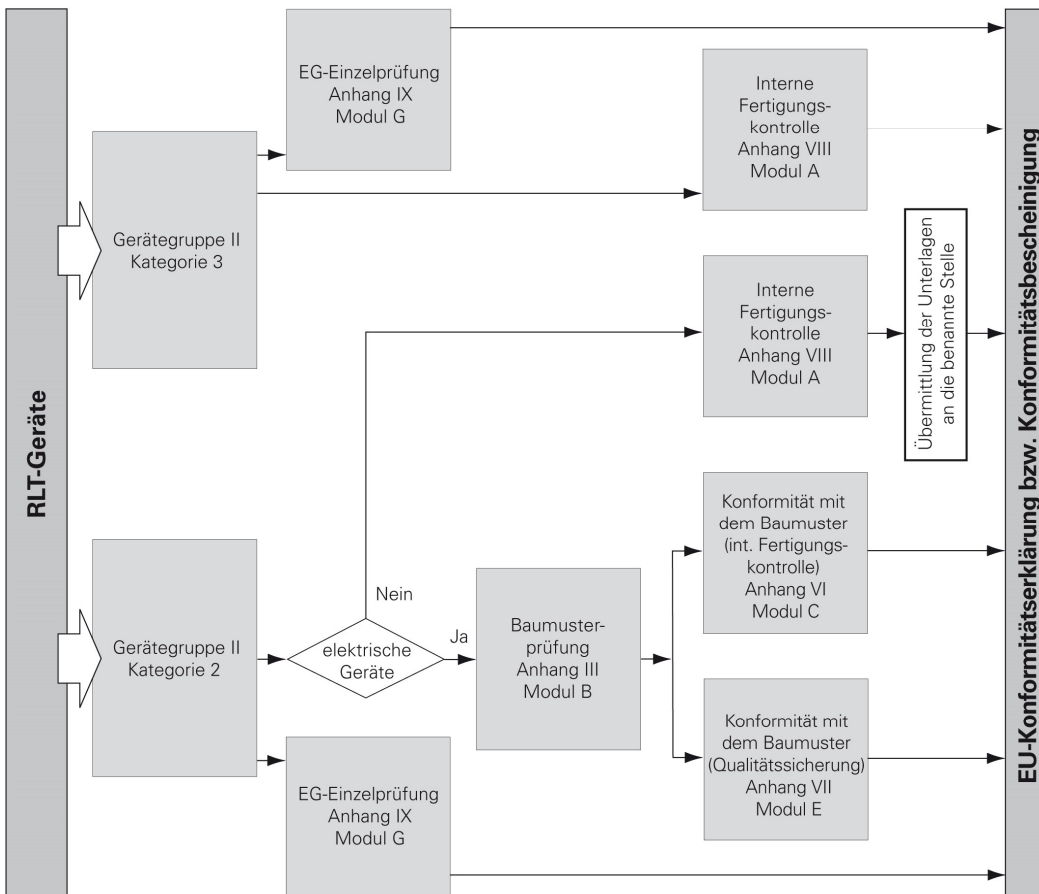 RLT-Geräte
EG-Einzelprüfung
Anhang IX
Modul G
Gerätegruppe II
Kategorie 3
Interne
Fertigungs-
kontrolle
Anhang VIII
Modul A
Interne
Fertigungs-
kontrolle
Anhang VIII
Modul A
Übermittlung der Unterlagen
an die benannte Stelle
Gerätegruppe II
Kategorie 2
elektrische
Geräte
Nein
Ja
Baumuster-
prüfung
Anhang III
Modul B
Konformität mit
dem Baumuster
(int. Fertigungs-
kontrolle)
Anhang VI
Modul C
Konformität mit
dem Baumuster
(Qualitätssicherung)
Anhang VII
Modul E
EG-Einzelprüfung
Anhang IX
Modul G
EU-Konformitätserklärung bzw. Konformitätsbescheinigung